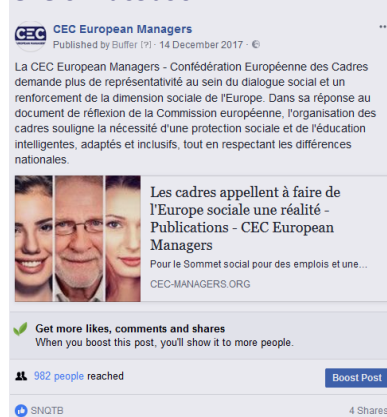 CEC
CEC European Managers
Published by Buffer [?] · 14 December 2017 ·
La CEC European Managers - Confédération Européenne des Cadres
demande plus de représentativité au sein du dialogue social et un
renforcement de la dimension sociale de l'Europe. Dans sa réponse au
document de réflexion de la Commission européenne, l'organisation des
cadres souligne la nécessité d'une protection sociale et de l'éducation
intelligentes, adaptés et inclusifs, tout en respectant les différences
nationales.
Les cadres appellent à faire de
l'Europe sociale une réalité -
Publications - CEC European
Managers
Pour le Sommet social pour des emplois et une...
CEC-MANAGERS.ORG
Get more likes, comments and shares
When you boost this post, you'll show it to more people.
982 people reached
Boost Post
SNQTB
4 Shares